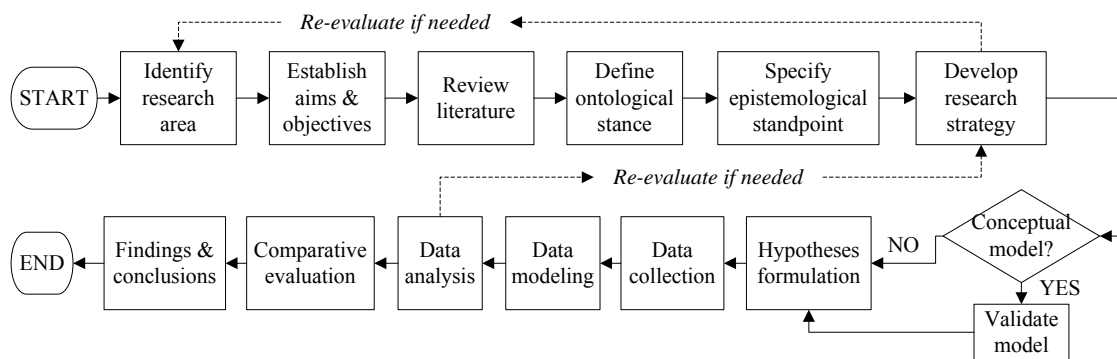 Re-evaluate if needed
START
Identify
research
area
Establish
aims &
objectives
Review
literature
Define
ontological
stance
Specify
epistemological
standpoint
Develop
research
strategy
Re-evaluate if needed
END
Findings &
conclusions
Comparative
evaluation
Data
analysis
Data
modeling
Data
collection
Hypotheses
formulation
NO
Conceptual
model?
YES
Validate
model